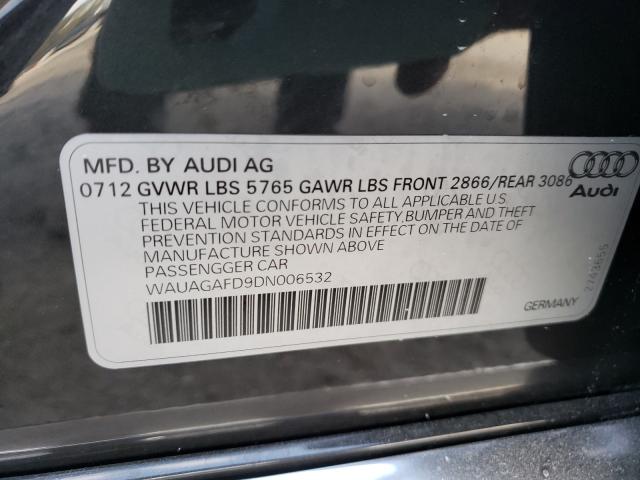 MFD. BY AUDI AG
0712 GVWR LBS 5765 GAWR LBS FRONT 2866/REAR 3086
Audi
THIS VEHICLE CONFORMS TO ALL APPLICABLE U.S.
FEDERAL MOTOR VEHICLE SAFETY,BUMPER AND THEFT
PREVENTION STANDARDS IN EFFECT ON THE DATE OF
MANUFACTURE SHOWN ABOVE
PASSENGGER CAR
WAUAGAFD9DN006532
GERMANY